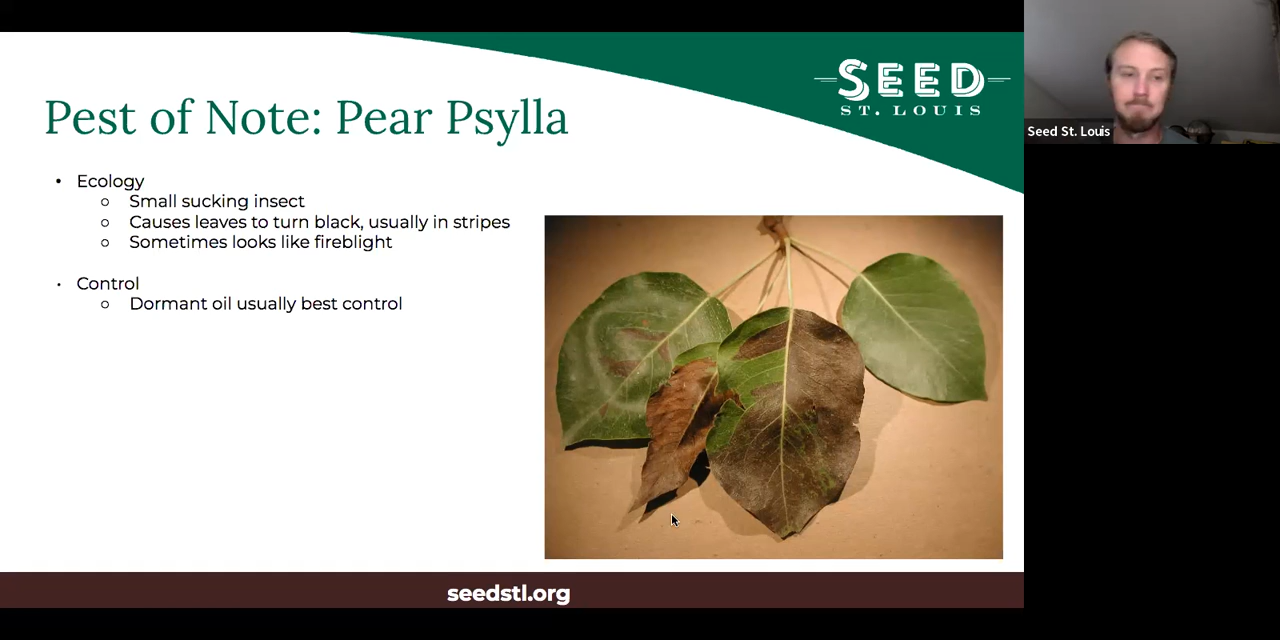 SEED
ST. LOUIS
Seed St. Louis
Pest of Note: Pear Psylla
• Ecology
○ Small sucking insect
○ Causes leaves to turn black, usually in stripes
○ Sometimes looks like fireblight
• Control
○ Dormant oil usually best control
seedstl.org